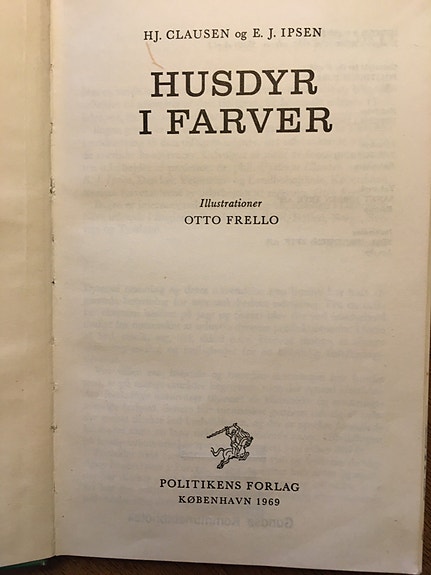 HJ. CLAUSEN og E. J. IPSEN
HUSDYR
I FARVER
Illustrationer
OTTO FRELLO
POLITIKENS FORLAG
KØBENHAVN 1969